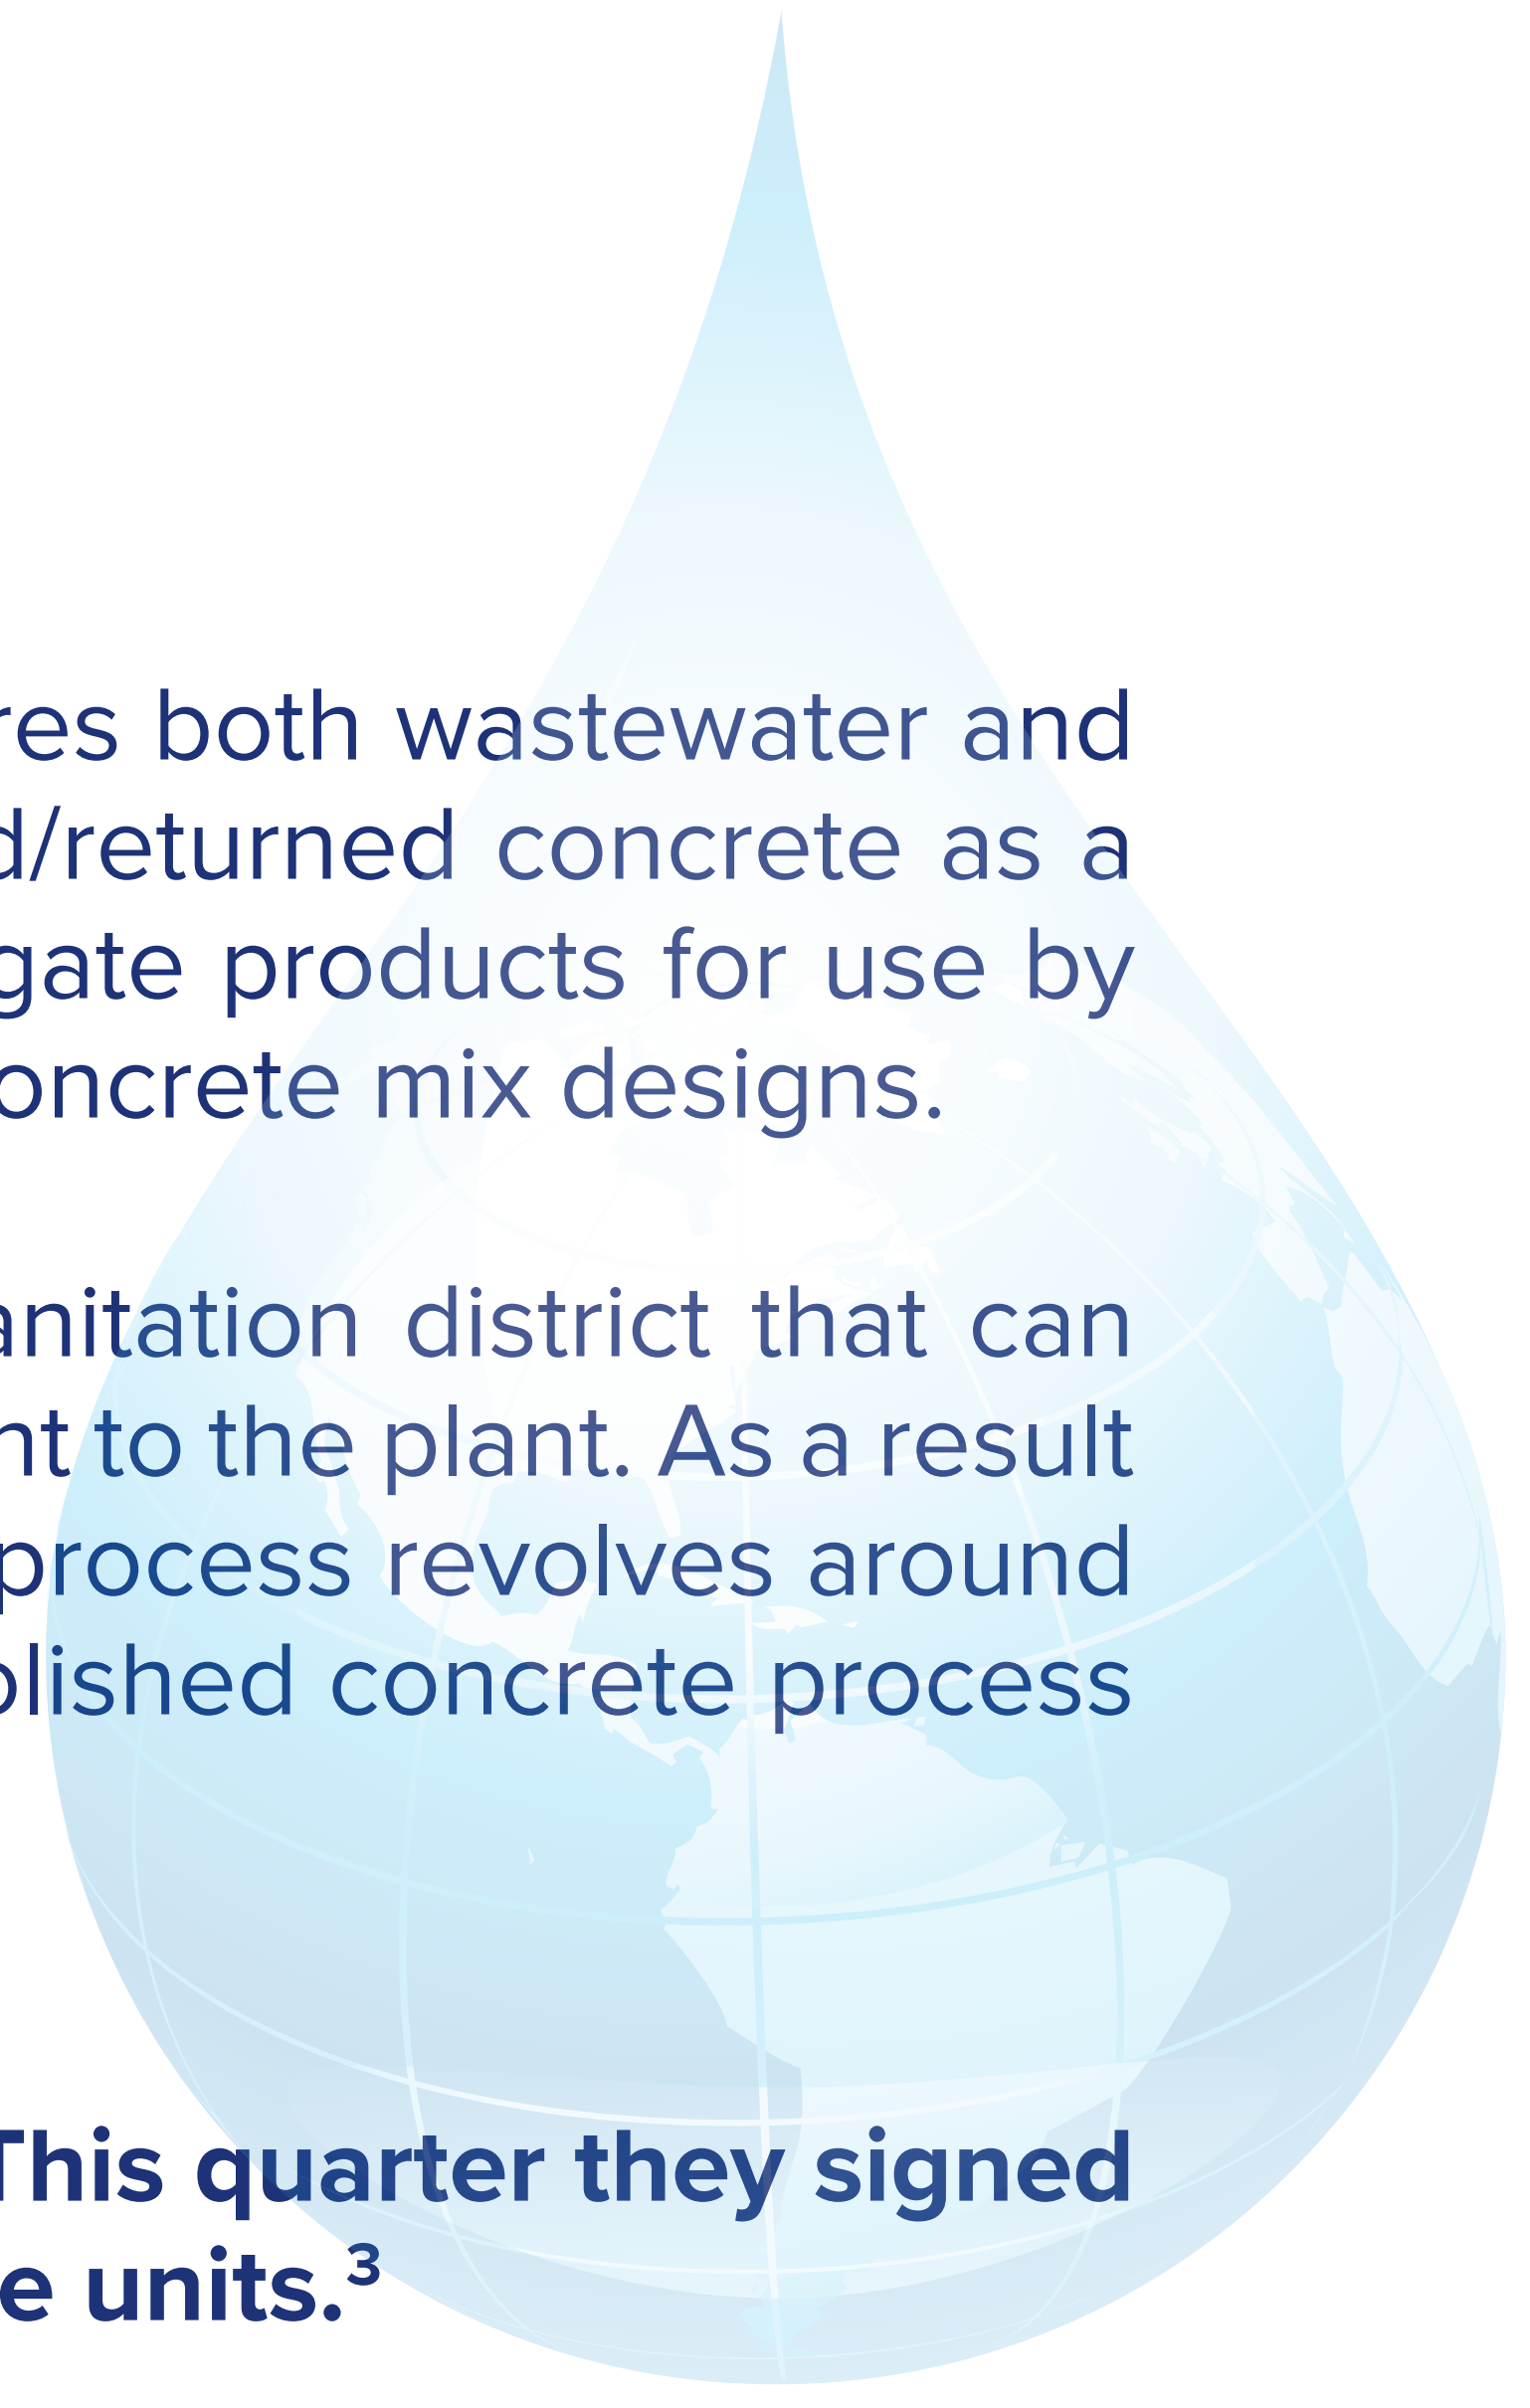 res both wastewater and
d/returned concrete as a
gate products for use by
oncrete mix designs.
anitation district that can
nt to the plant. As a result
process revolves around
lished concrete process
This quarter they signed
e units.³